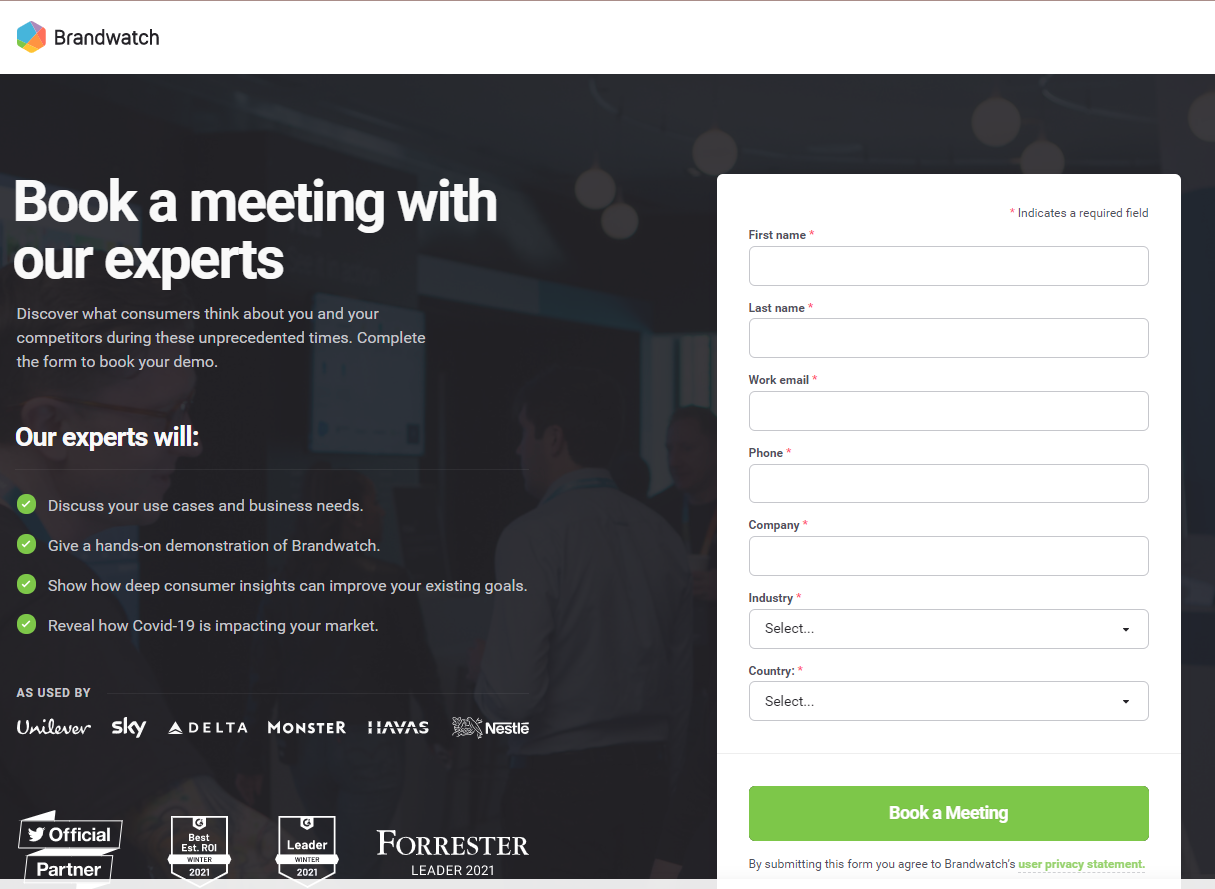 Brandwatch
Book a meeting with
our experts
Discover what consumers think about you and your
competitors during these unprecedented times. Complete
the form to book your demo.
Our experts will:
Discuss your use cases and business needs.
Give a hands-on demonstration of Brandwatch.
Show how deep consumer insights can improve your existing goals.
Reveal how Covid-19 is impacting your market.
AS USED BY
Unilever sky DELTA MONSTER HAVAS Nestlé
Official
Partner
G
Best
Est. ROI
WINTER
2021
G
Leader
WINTER
2021
FORRESTER
LEADER 2021
* Indicates a required field
First name *
Last name *
Work email *
Phone *
Company *
Industry *
Select...
Country: *
Select...
Book a Meeting
By submitting this form you agree to Brandwatch's user privacy statement.